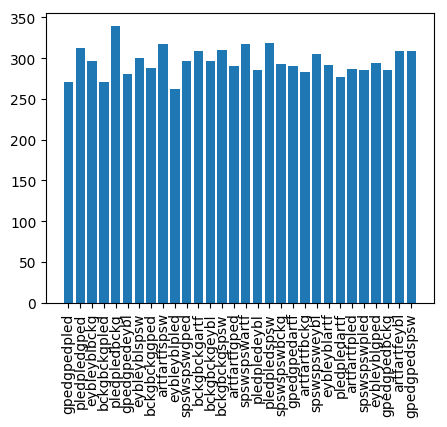 350
300
250
200
150
100
50
0
gpedgpedpled
pledpledgped
eybleyblbckg
bckgbckgpled
pledpledbckg
gpedgpedeybl
eybleyblspsw
bckgbckggped
artfartfspsw
eybleyblpled
spswspswgped
bckgbckgartf
bckgbckgeybl
bckgbckgspsw
artfartfgped
spswspswartf
pledpledeybl
pledpledspsw
spswspswbckg
gpedgpedartf
artfartfbckg
spswspsweybl
eybleyblartf
pledpledartf
artfartfpled
spswspswpled
eybleyblgped
gpedgpedbckg
artfartfeybl
gpedgpedspsw